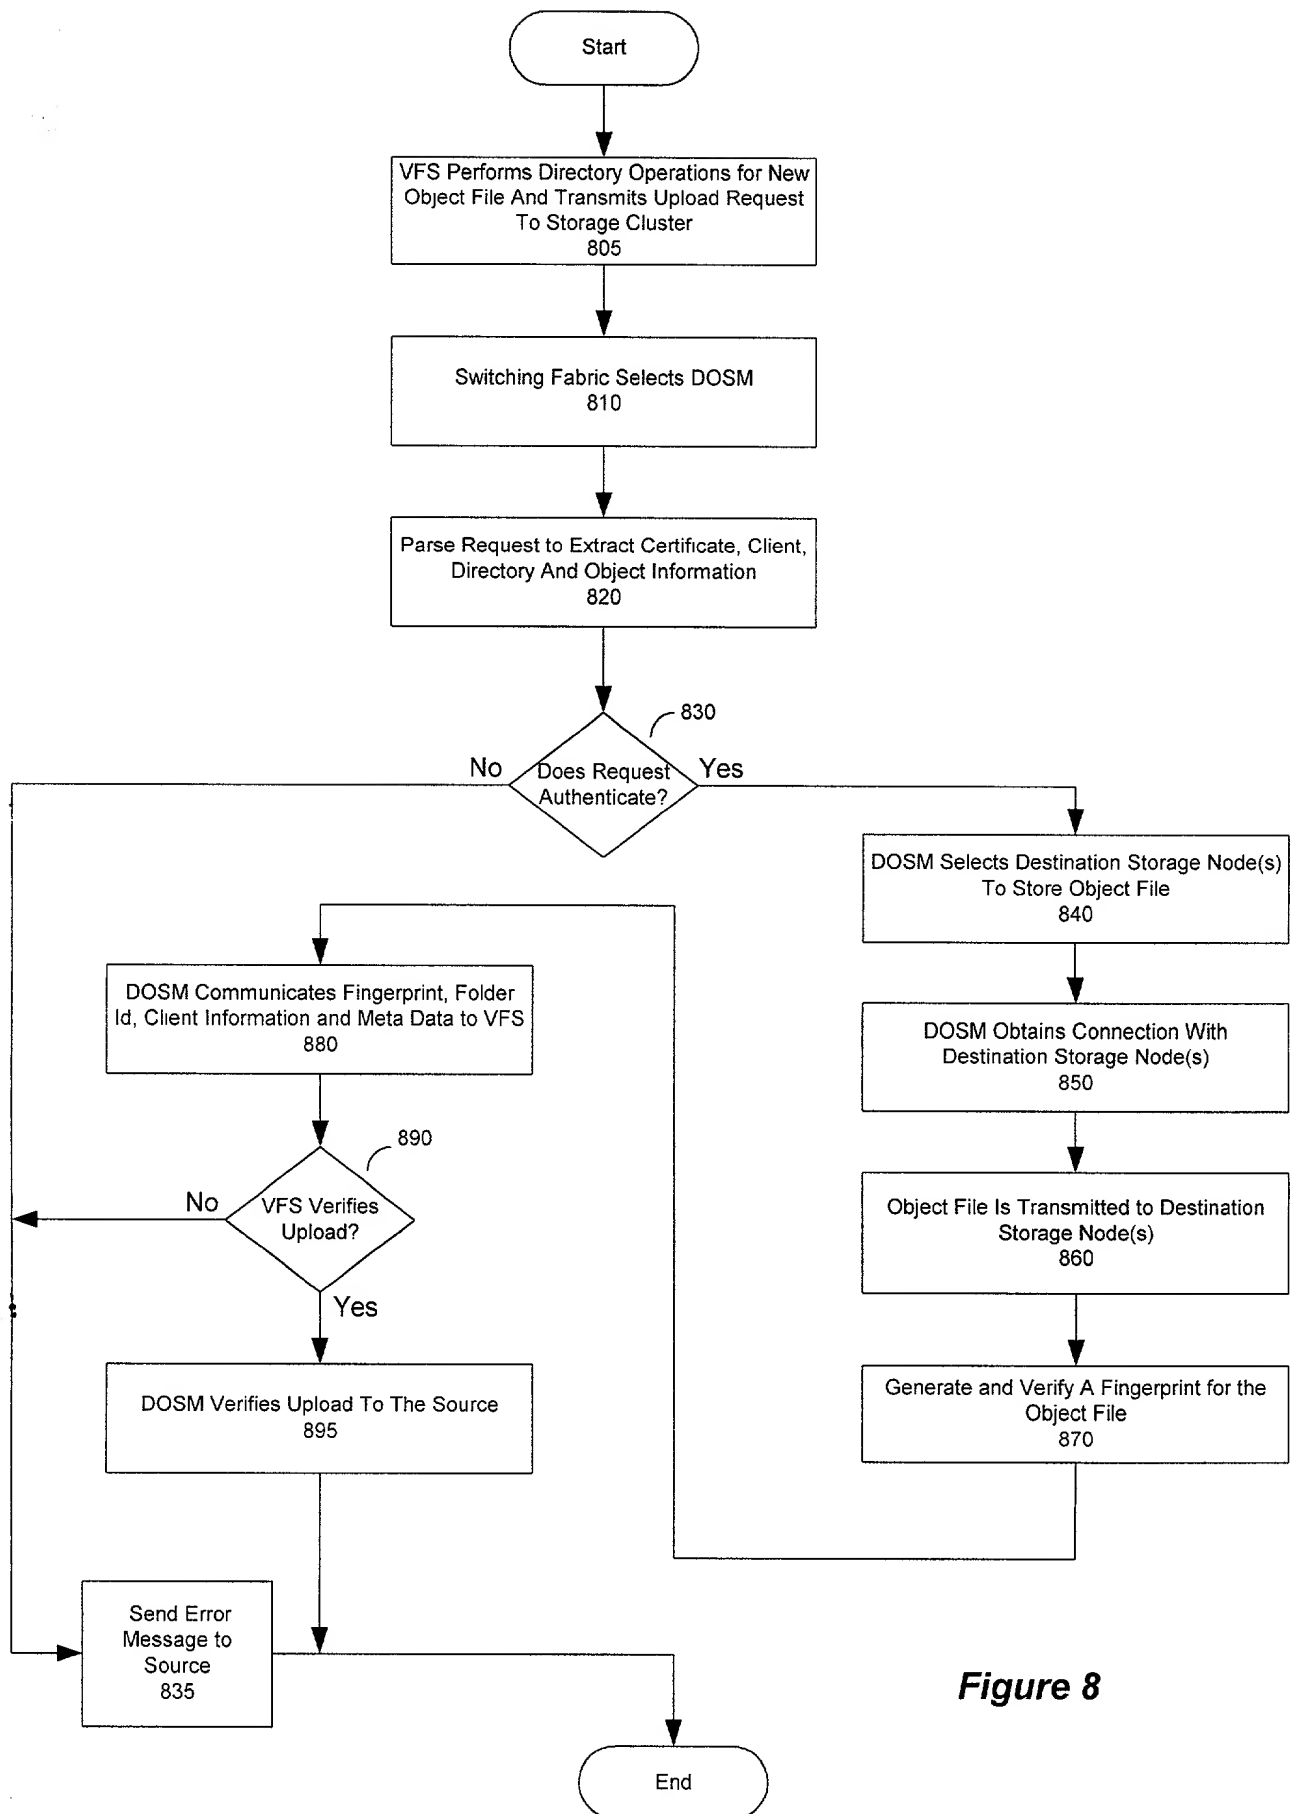 Start
VFS Performs Directory Operations for New
Object File And Transmits Upload Request
To Storage Cluster
805
Switching Fabric Selects DOSM
810
Parse Request to Extract Certificate, Client,
Directory And Object Information
820
830
No
Does Request
Authenticate?
Yes
DOSM Selects Destination Storage Node(s)
To Store Object File
840
DOSM Obtains Connection With
Destination Storage Node(s)
850
Object File Is Transmitted to Destination
Storage Node(s)
860
Generate and Verify A Fingerprint for the
Object File
870
DOSM Communicates Fingerprint, Folder
Id, Client Information and Meta Data to VFS
880
890
No
VFS Verifies
Upload?
Yes
DOSM Verifies Upload To The Source
895
Send Error
Message to
Source
835
End
Figure 8